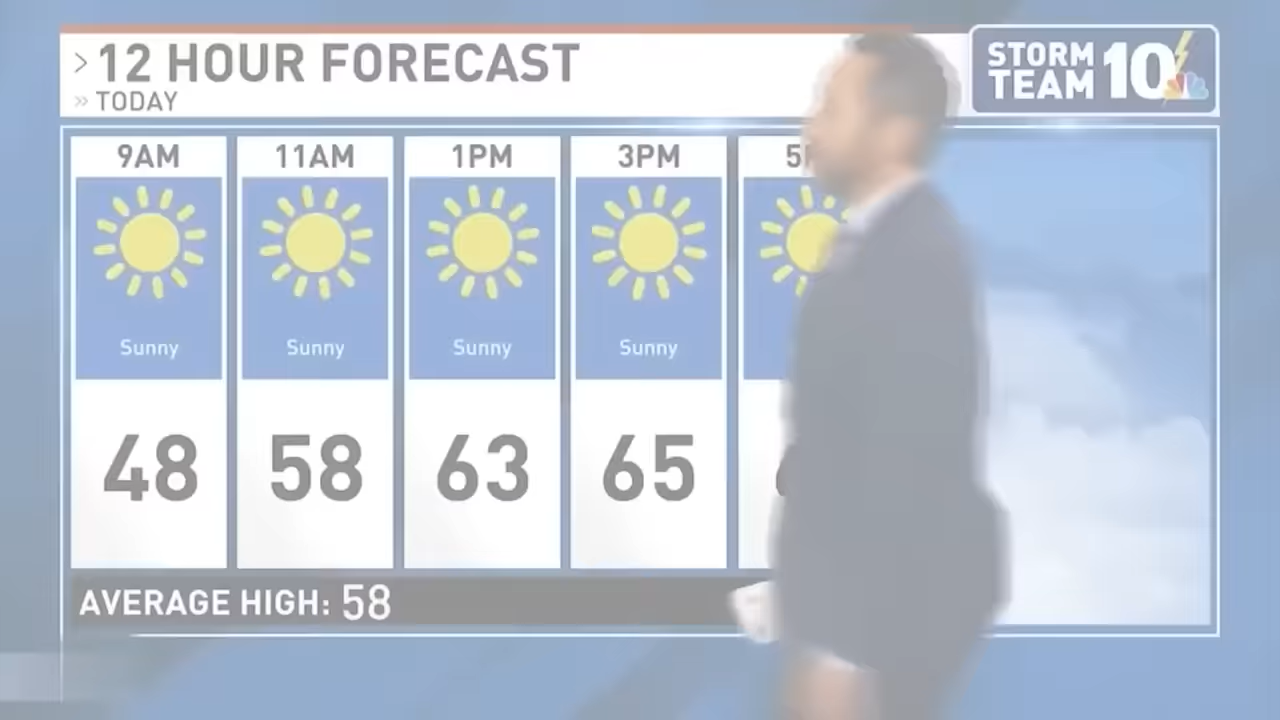 > 12 HOUR FORECAST
» TODAY
STORM
TEAM 10
9AM 11AM 1PM 3PM
Sunny Sunny Sunny Sunny
48 58 63 65
AVERAGE HIGH: 58